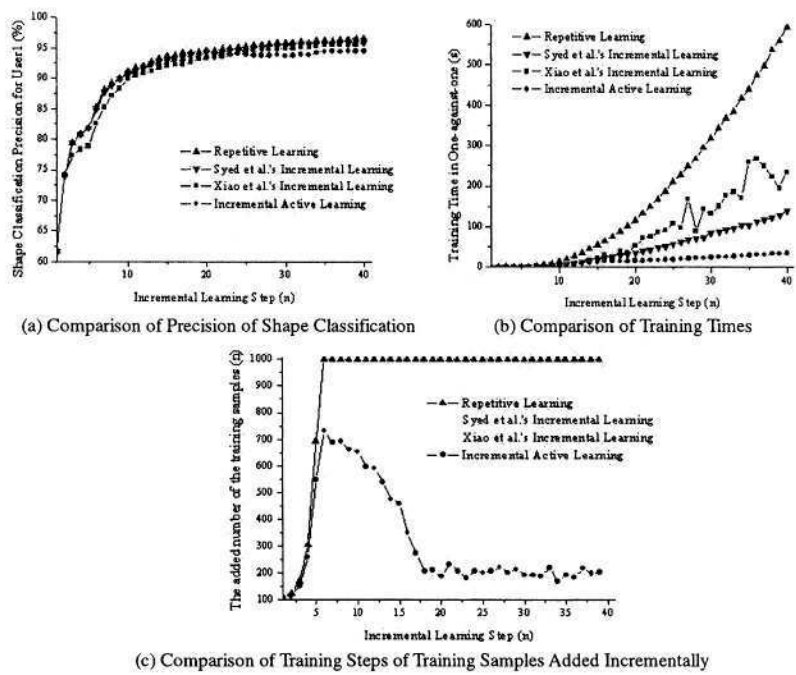 Shape Classification Precision for User1 (%)
100
95
90
85
80
75
70
65
60
10
20
30
40
Repetitive Learning
Syed et al.'s Incremental Learning
Xiao et al.'s Incremental Learning
Incremental Active Learning
Incremental Learning Step (n)
(a) Comparison of Precision of Shape Classification
Training Time in One-against-one (s)
600
500
400
300
200
100
0
0
10
20
30
40
Repetitive Learning
Syed et al.'s Incremental Learning
Xiao et al.'s Incremental Learning
Incremental Active Learning
Incremental Learning Step (n)
(b) Comparison of Training Times
The added number of the training samples (n)
1000
900
800
700
600
500
400
300
200
100
5
10
15
20
25
30
35
40
Repetitive Learning
Syed et al.'s Incremental Learning
Xiao et al.'s Incremental Learning
Incremental Active Learning
Incremental Learning Step (n)
(c) Comparison of Training Steps of Training Samples Added Incrementally